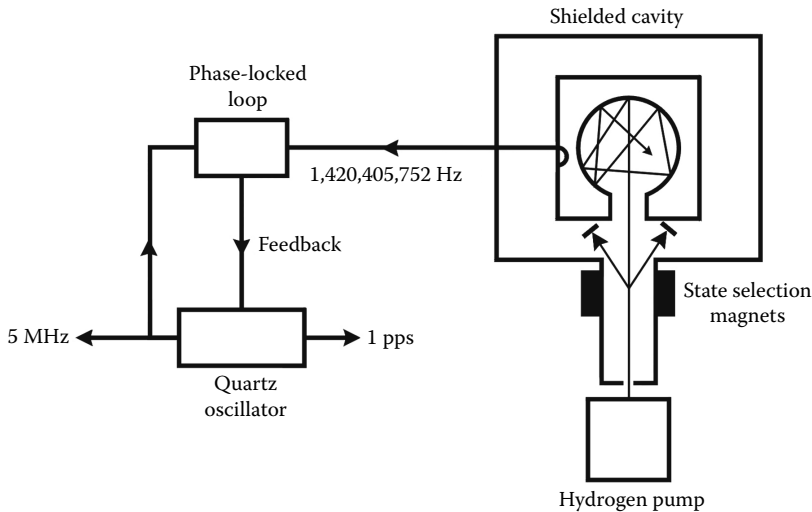 Shielded cavity
Phase-locked
loop
1,420,405,752 Hz
Feedback
State selection
magnets
5 MHz
1 pps
Quartz
oscillator
Hydrogen pump